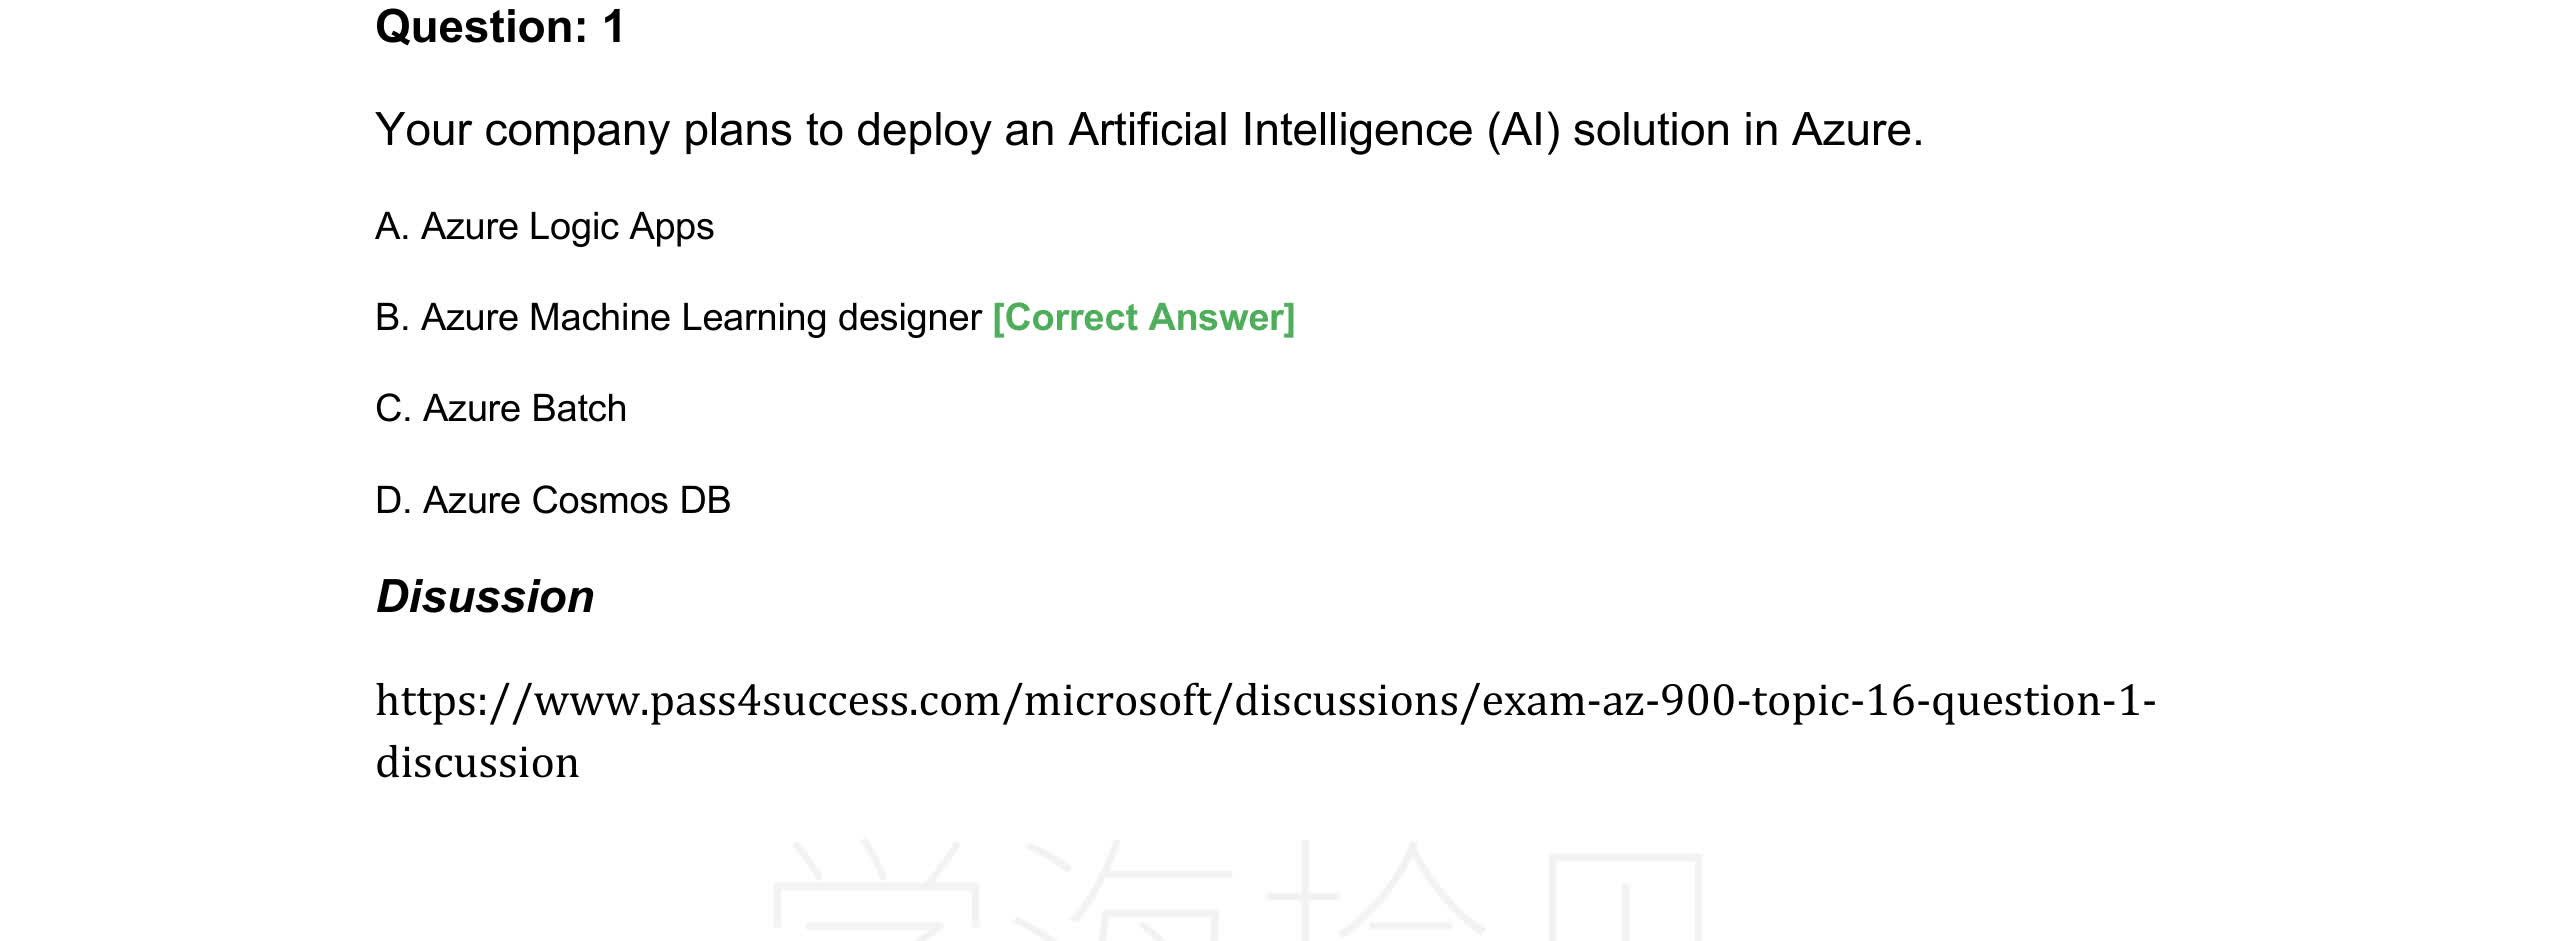 Question: 1
Your company plans to deploy an Artificial Intelligence (AI) solution in Azure.
A. Azure Logic Apps
B. Azure Machine Learning designer [Correct Answer]
C. Azure Batch
D. Azure Cosmos DB
Disussion
https://www.pass4success.com/microsoft/discussions/exam-az-900-topic-16-question-1-
discussion